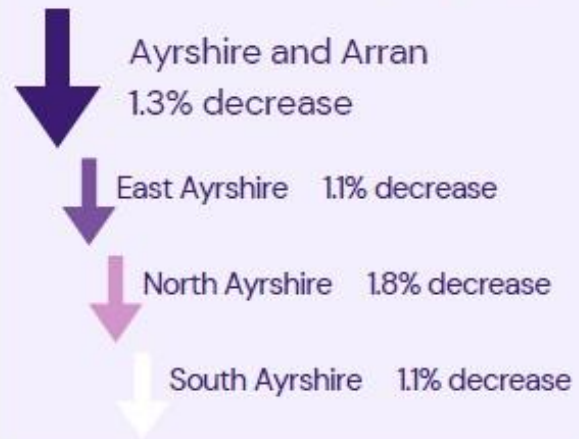 Ayrshire and Arran
1.3% decrease
East Ayrshire 1.1% decrease
North Ayrshire 1.8% decrease
South Ayrshire 1.1% decrease